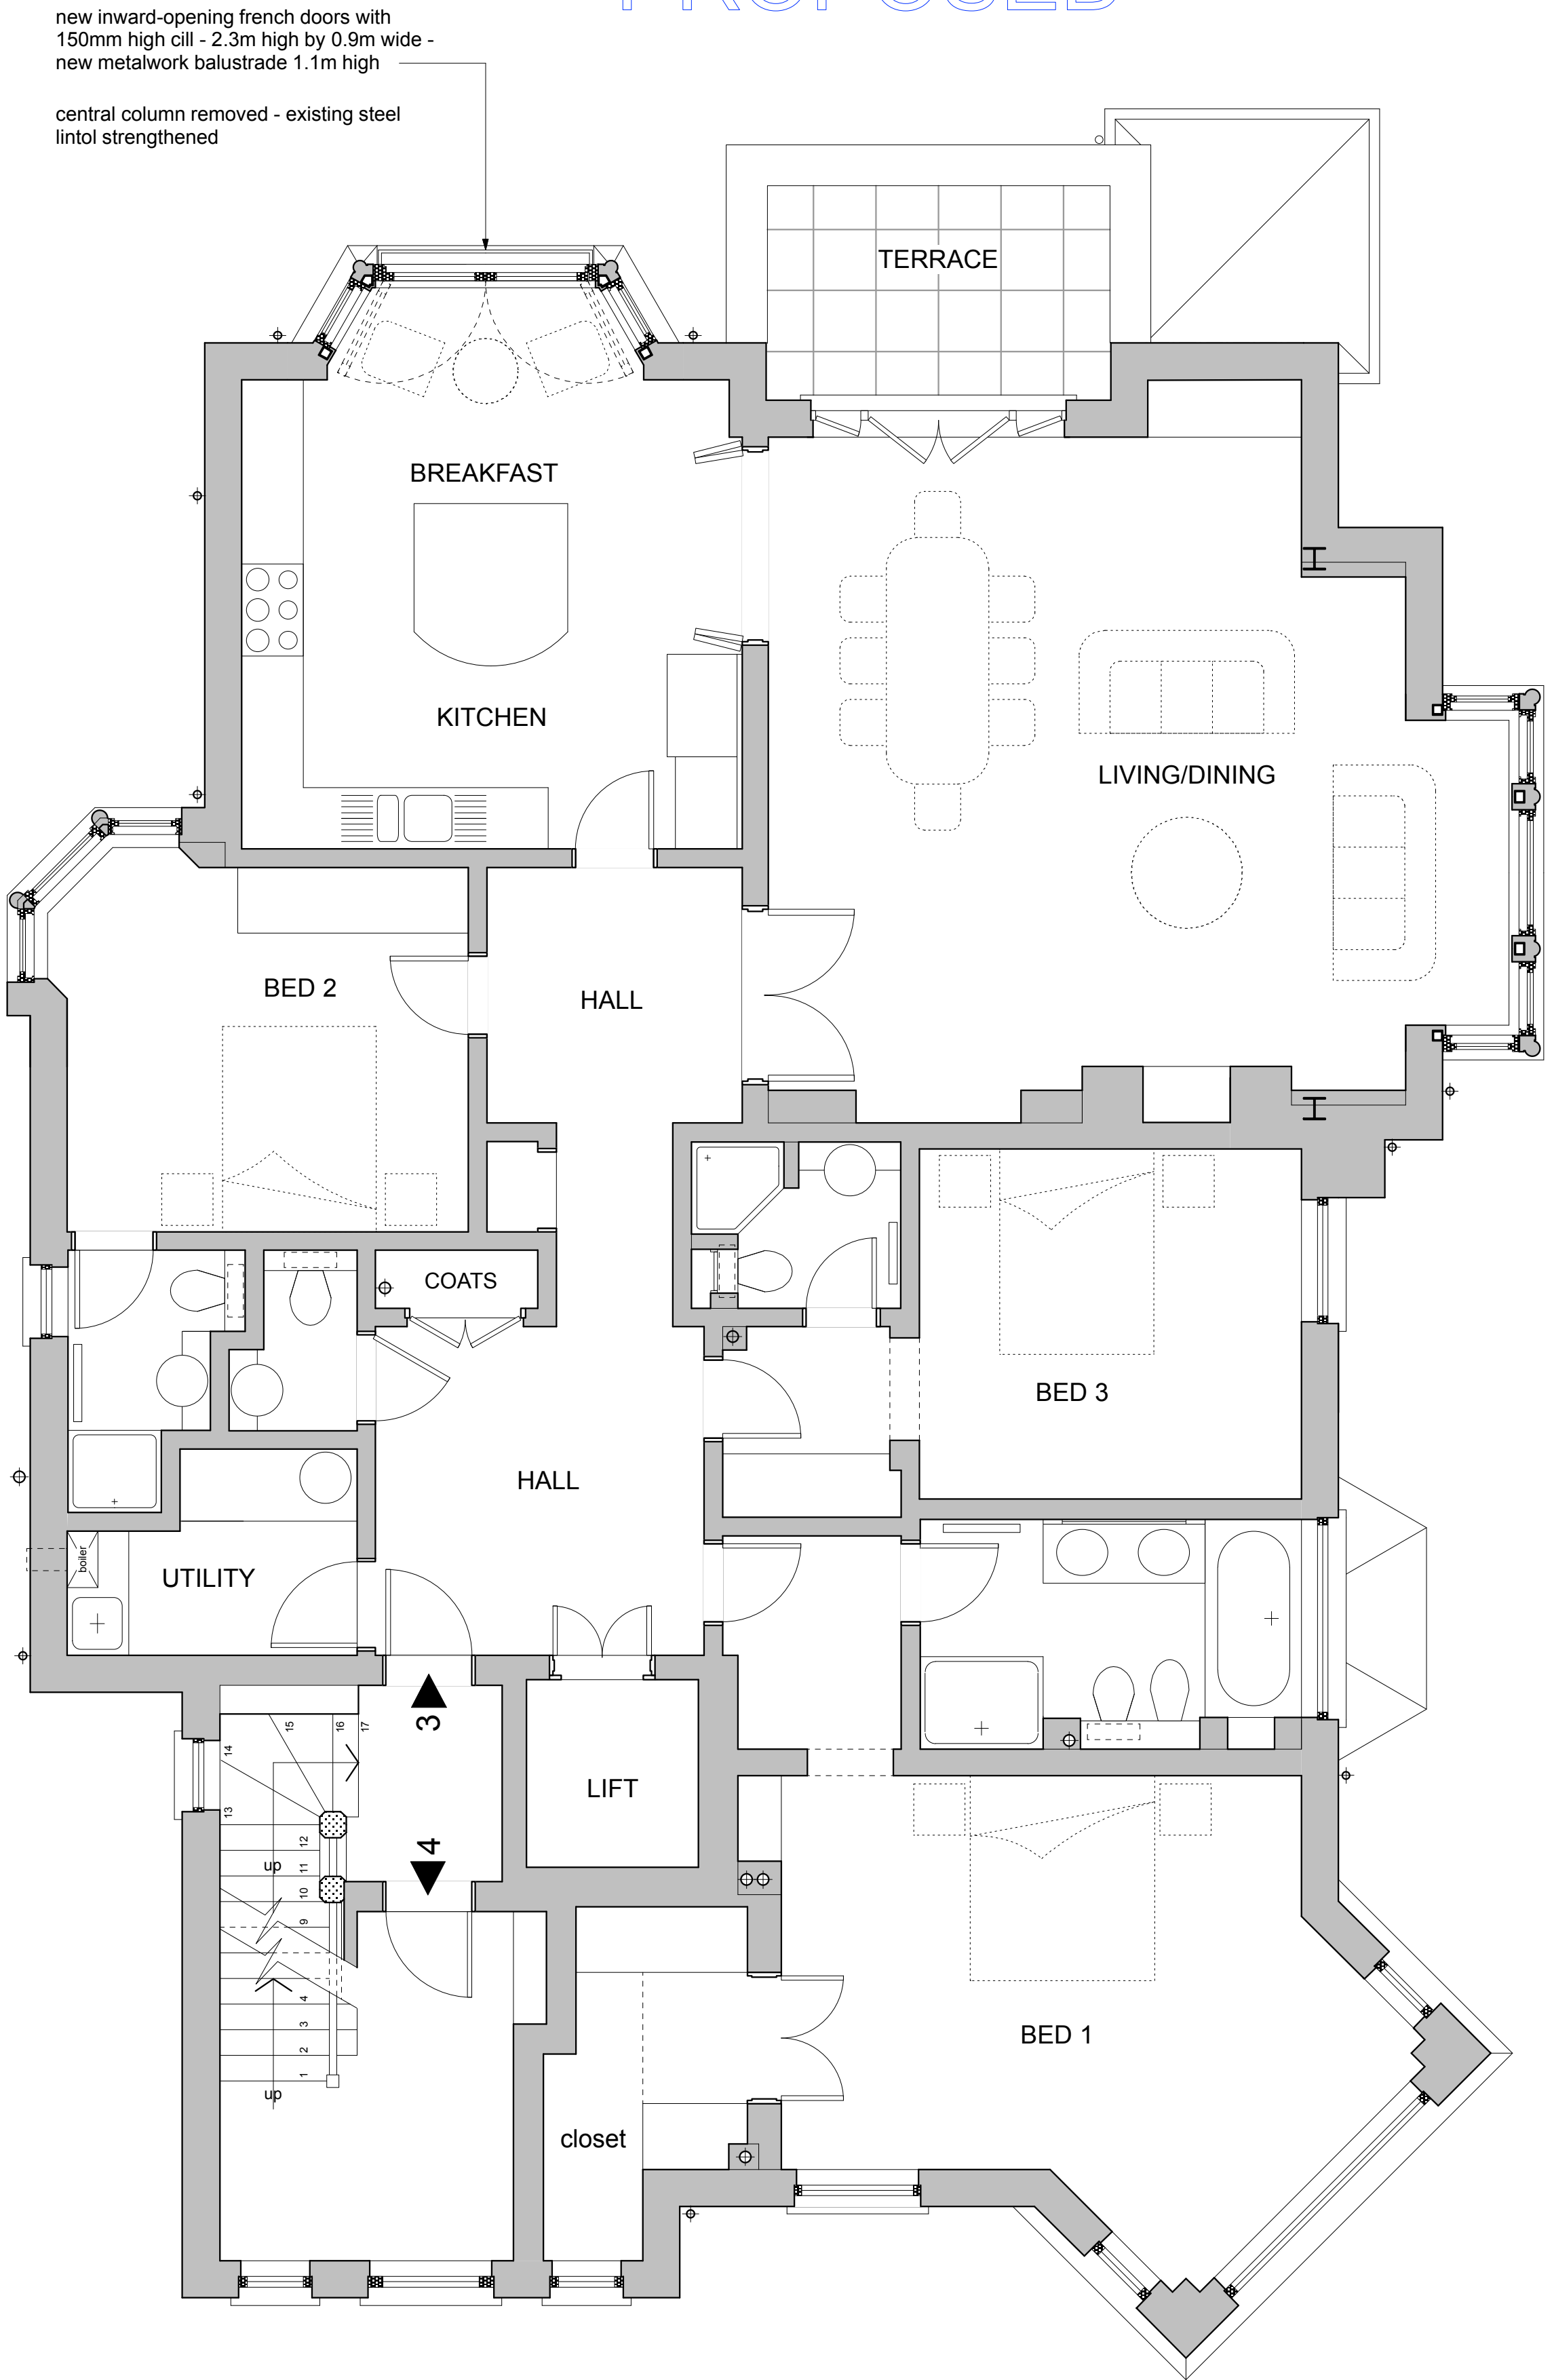 PROPOSED
new inward-opening french doors with
150mm high cill - 2.3m high by 0.9m wide -
new metalwork balustrade 1.1m high
central column removed - existing steel
lintol strengthened
TERRACE
BREAKFAST
KITCHEN
LIVING/DINING
BED 2
HALL
COATS
BED 3
HALL
boiler
UTILITY
3
15
16
17
14
LIFT
13
4
12
up
11
10
9
4
3
2
1
up
BED 1
closet